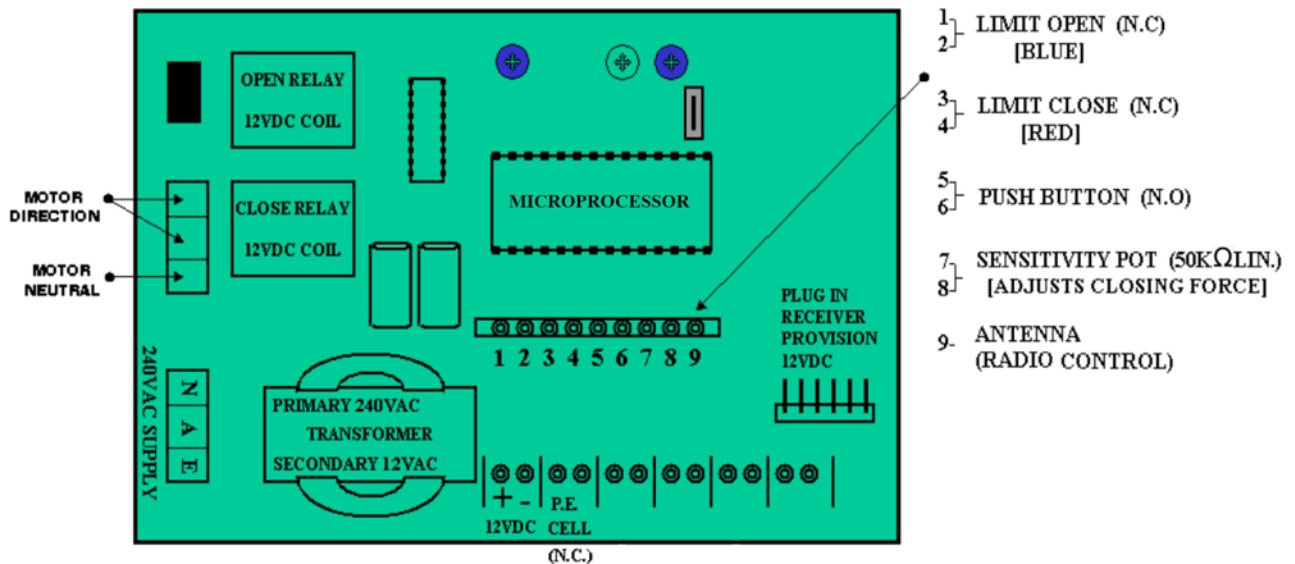 OPEN RELAY
12VDC COIL
CLOSE RELAY
12VDC COIL
MOTOR
DIRECTION
MOTOR
NEUTRAL
MICROPROCESSOR
1 2 3 4 5 6 7 8 9
PLUG IN
RECEIVER
PROVISION
12VDC
240VAC SUPPLY
N
A
E
PRIMARY 240VAC
TRANSFORMER
SECONDARY 12VAC
+ -
12VDC
P.E.
CELL
(N.C.)
1
2
LIMIT OPEN (N.C)
[BLUE]
3
4
LIMIT CLOSE (N.C)
[RED]
5
6
PUSH BUTTON (N.O)
7
8
SENSITIVITY POT (50KΩLIN.)
[ADJUSTS CLOSING FORCE]
9- ANTENNA
(RADIO CONTROL)